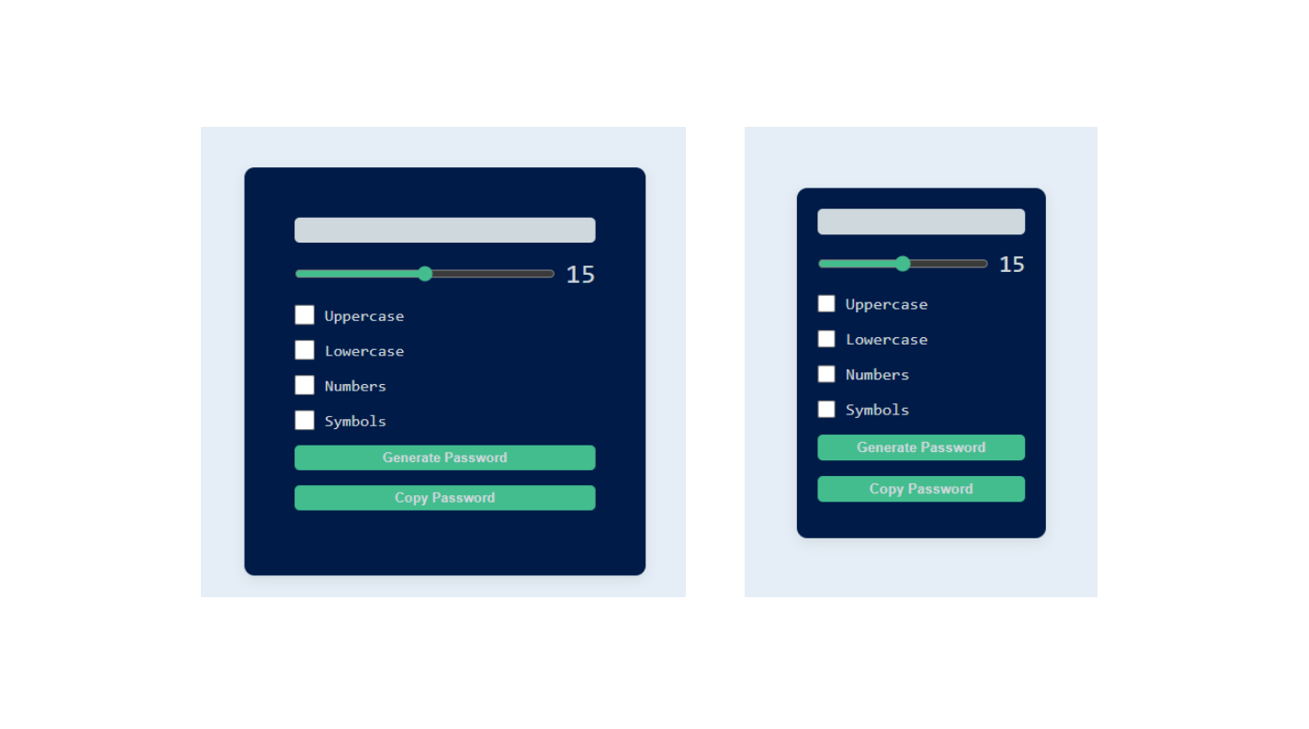 15
Uppercase
Lowercase
Numbers
Symbols
Generate Password
Copy Password
15
Uppercase
Lowercase
Numbers
Symbols
Generate Password
Copy Password